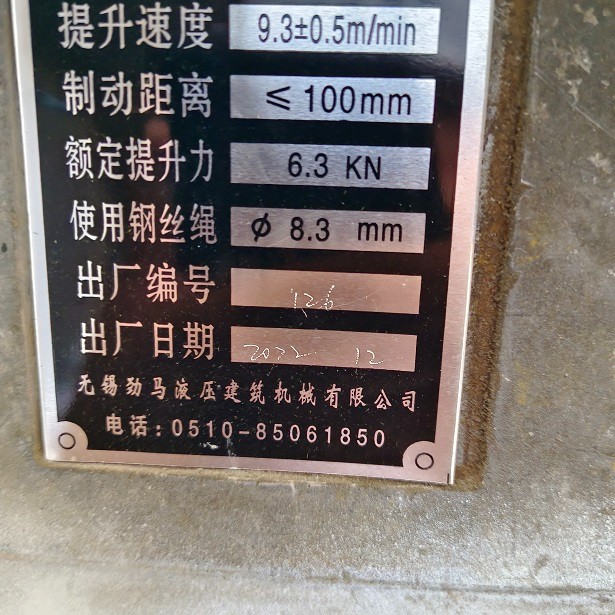 提升速度 9.3±0.5m/min
制动距离 ≤100mm
额定提升力 6.3 KN
使用钢丝绳 φ 8.3 mm
出厂编号 126
出厂日期 2022 12
无锡劲马液压建筑机械有限公司
电话:0510-85061850